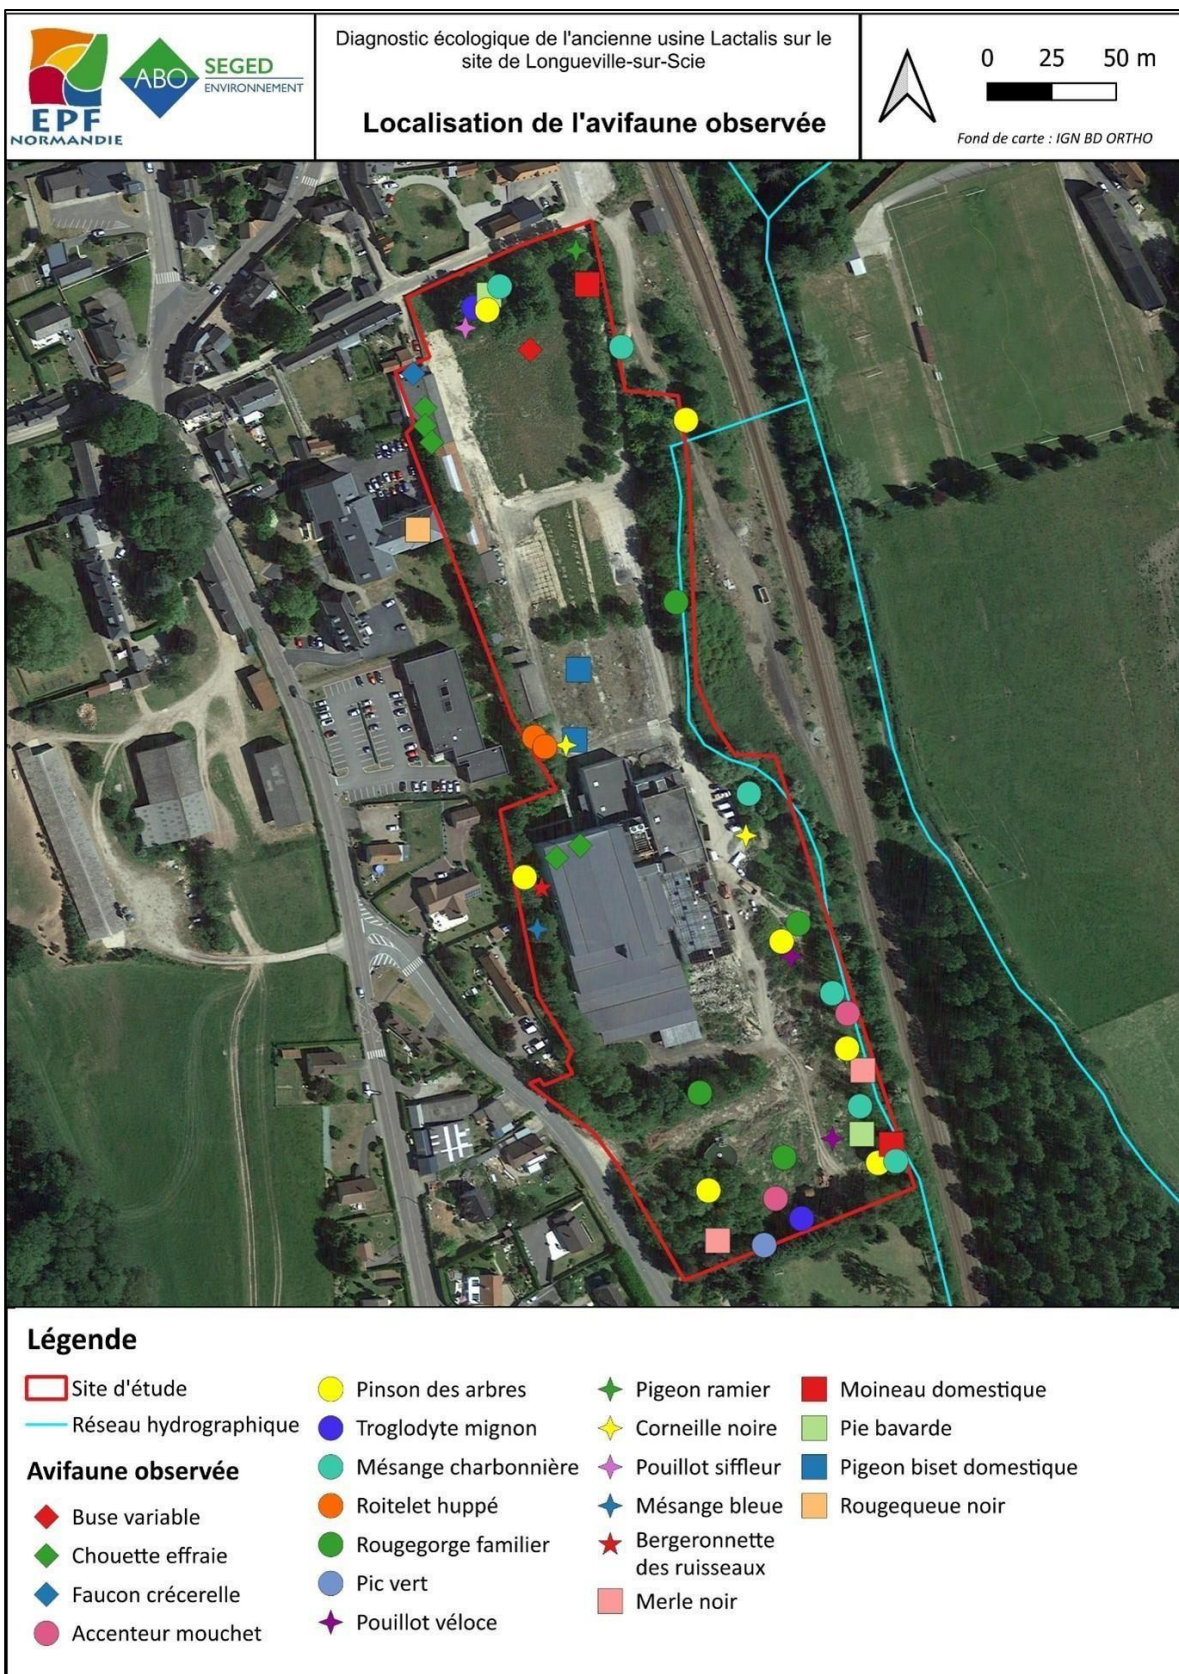 EPF
NORMANDIE
ABO
SEGED
ENVIRONNEMENT
Diagnostic écologique de l'ancienne usine Lactalis sur le
site de Longueville-sur-Scie
Localisation de l'avifaune observée
0 25 50 m
Fond de carte : IGN BD ORTHO
Légende
Site d'étude
Réseau hydrographique
Avifaune observée
Buse variable
Chouette effraie
Faucon crécerelle
Accenteur mouchet
Pinson des arbres
Troglodyte mignon
Mésange charbonnière
Roitelet huppé
Rougegorge familier
Pic vert
Pouillot véloce
Pigeon ramier
Corneille noire
Pouillot siffleur
Mésange bleue
Bergeronnette
des ruisseaux
Merle noir
Moineau domestique
Pie bavarde
Pigeon biset domestique
Rougequeue noir